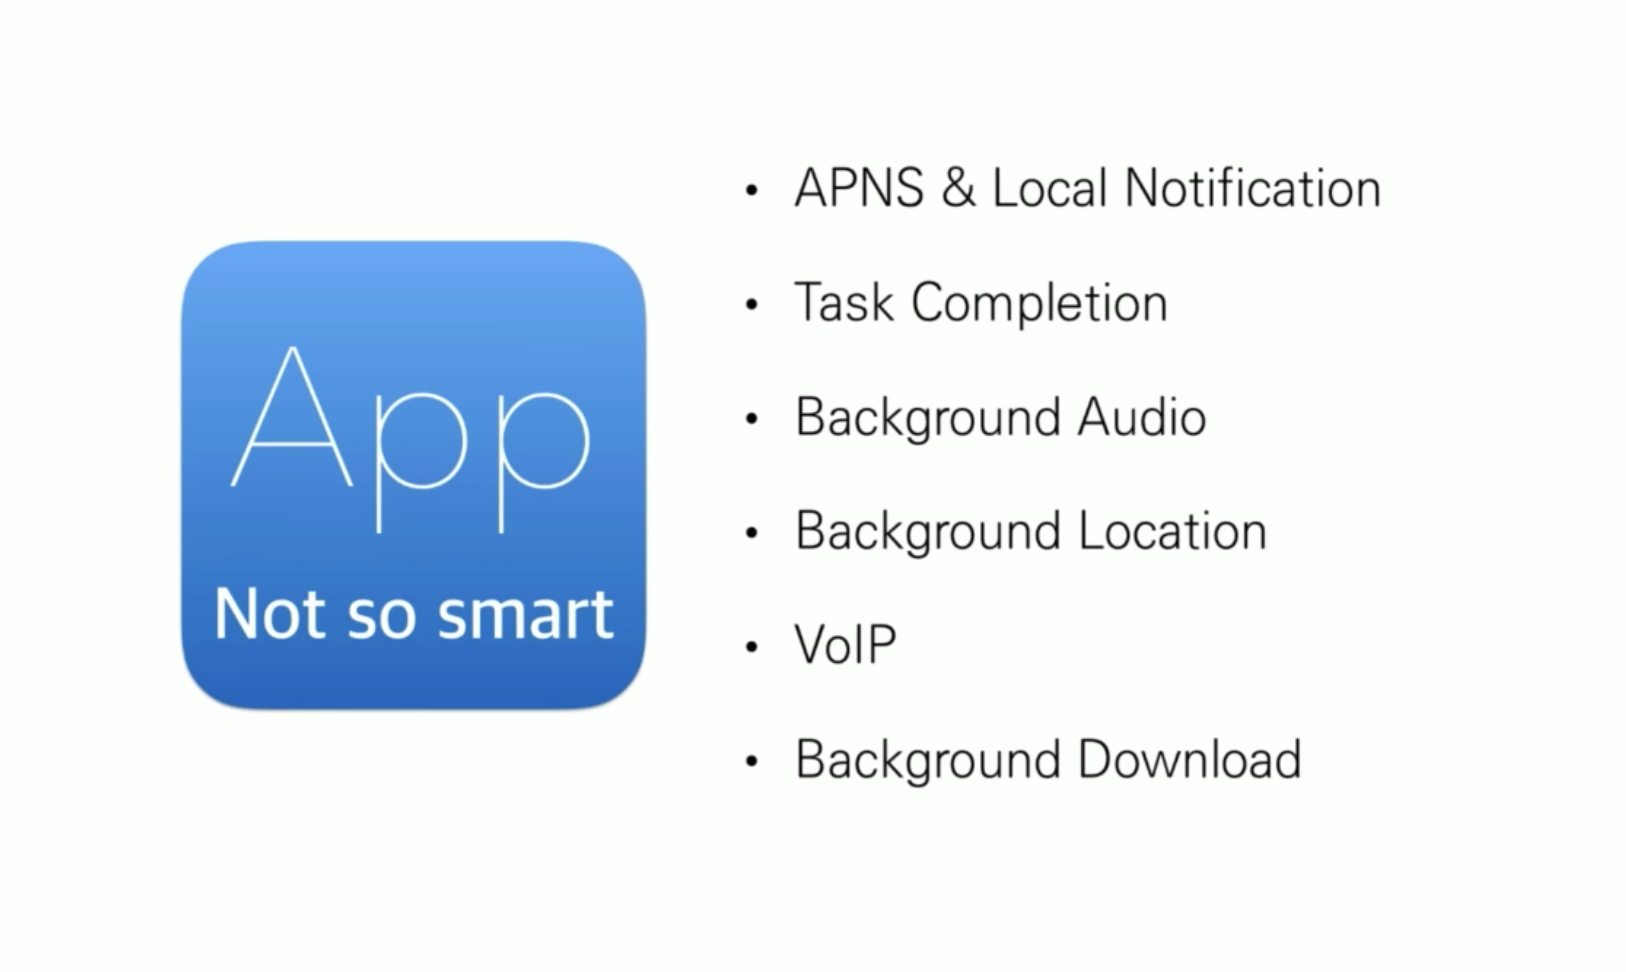 App
Not so smart
• APNS & Local Notification
• Task Completion
• Background Audio
• Background Location
• VoIP
• Background Download